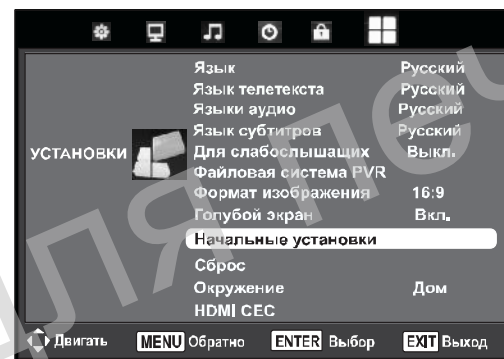 Язык Русский
Язык телетекста Русский
Языки аудио Русский
Язык субтитров Русский
УСТАНОВКИ
Для слабослышащих Выкл.
Файловая система PVR
Формат изображения 16:9
Голубой экран Вкл.
Начальные установки
Сброс
Окружение Дом
HDMI CEC
Двигать MENU Обратно ENTER Выбор EXIT Выход